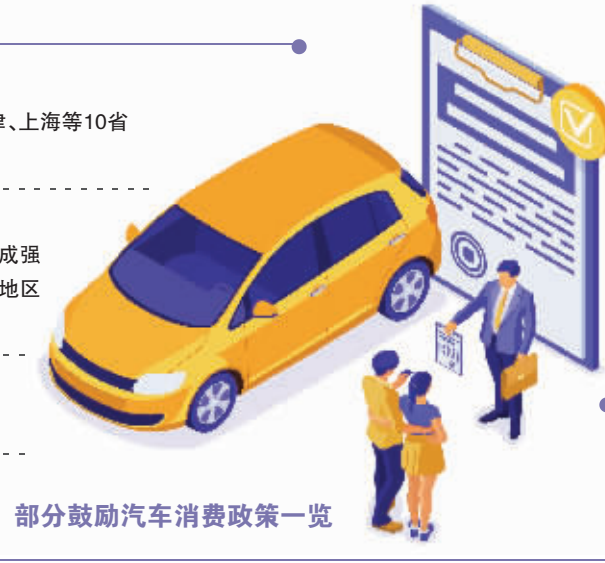 、上海等10省
成强
地区
部分鼓励汽车消费政策一览